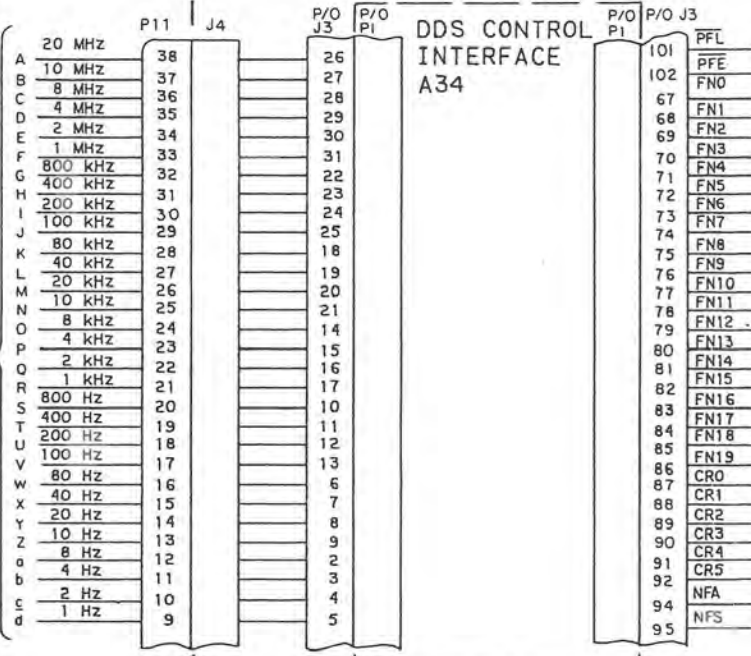 P11 J4 P/O J3 P/O P1 DDS CONTROL INTERFACE A34 P/O P1 P/O J3
A 20 MHz 38 26 101 PFL
B 10 MHz 37 27 102 PFE
C 8 MHz 36 28 67 FN0
D 4 MHz 35 29 68 FN1
E 2 MHz 34 30 69 FN2
F 1 MHz 33 31 70 FN3
G 800 kHz 32 22 71 FN4
H 400 kHz 31 23 72 FN5
I 200 kHz 30 24 73 FN6
J 100 kHz 29 25 74 FN7
K 80 kHz 28 18 75 FN8
L 40 kHz 27 19 76 FN9
M 20 kHz 26 20 77 FN10
N 10 kHz 25 21 78 FN11
O 8 kHz 24 14 79 FN12
P 4 kHz 23 15 80 FN13
Q 2 kHz 22 16 81 FN14
R 1 kHz 21 17 82 FN15
S 800 Hz 20 10 83 FN16
T 400 Hz 19 11 84 FN17
U 200 Hz 18 12 85 FN18
V 100 Hz 17 13 86 FN19
W 80 Hz 16 6 87 CR0
X 40 Hz 15 7 88 CR1
Y 20 Hz 14 8 89 CR2
Z 10 Hz 13 9 90 CR3
a 8 Hz 12 2 91 CR4
b 4 Hz 11 3 92 CR5
c 2 Hz 10 4 94 NFA
d 1 Hz 9 5 95 NFS